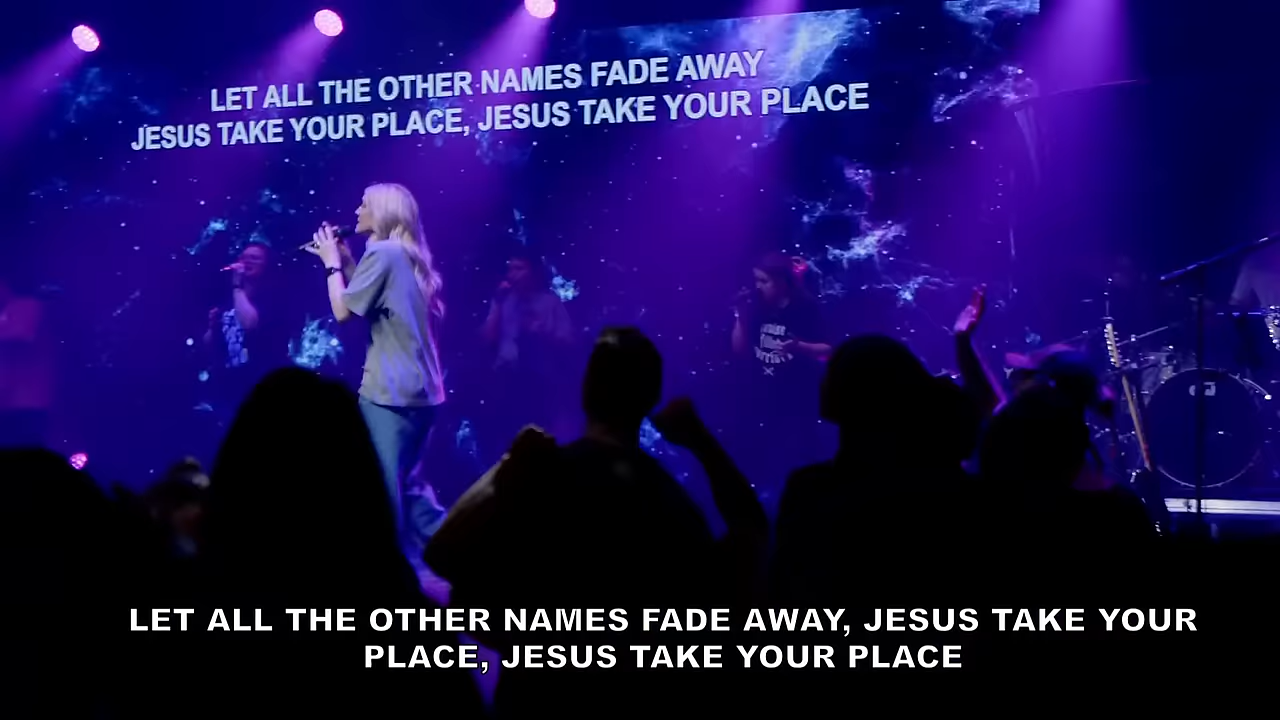 LET ALL THE OTHER NAMES FADE AWAY
JESUS TAKE YOUR PLACE, JESUS TAKE YOUR PLACE
LET ALL THE OTHER NAMES FADE AWAY, JESUS TAKE YOUR
PLACE, JESUS TAKE YOUR PLACE